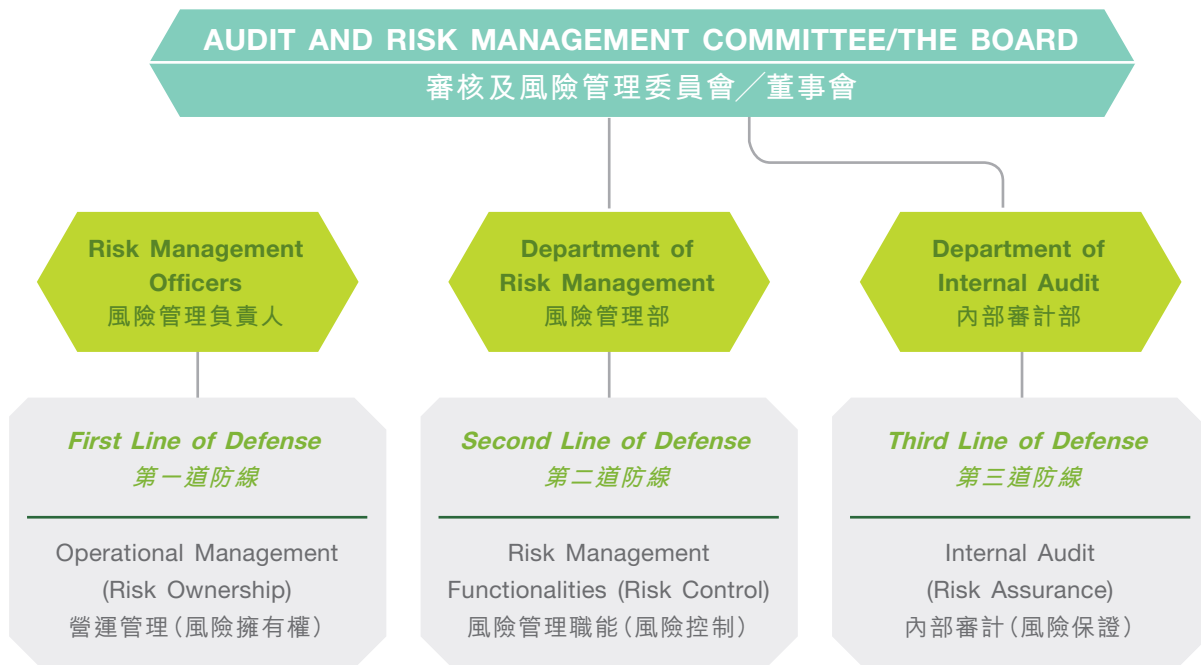 AUDIT AND RISK MANAGEMENT COMMITTEE/THE BOARD
審核及風險管理委員會／董事會
Risk Management
Officers
風險管理負責人
Department of
Risk Management
風險管理部
Department of
Internal Audit
內部審計部
First Line of Defense
第一道防線
Operational Management
(Risk Ownership)
營運管理（風險擁有權）
Second Line of Defense
第二道防線
Risk Management
Functionalities (Risk Control)
風險管理職能（風險控制）
Third Line of Defense
第三道防線
Internal Audit
(Risk Assurance)
內部審計（風險保證）